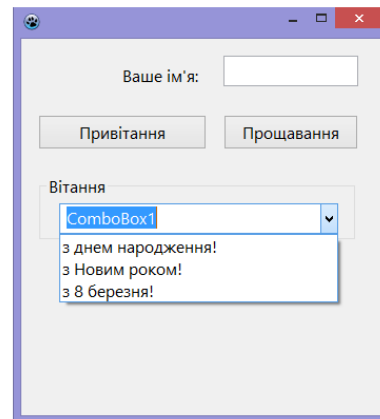 Ваше ім'я:
Привітання Прощавання
Вітання
ComboBox1
з днем народження!
з Новим роком!
з 8 березня!